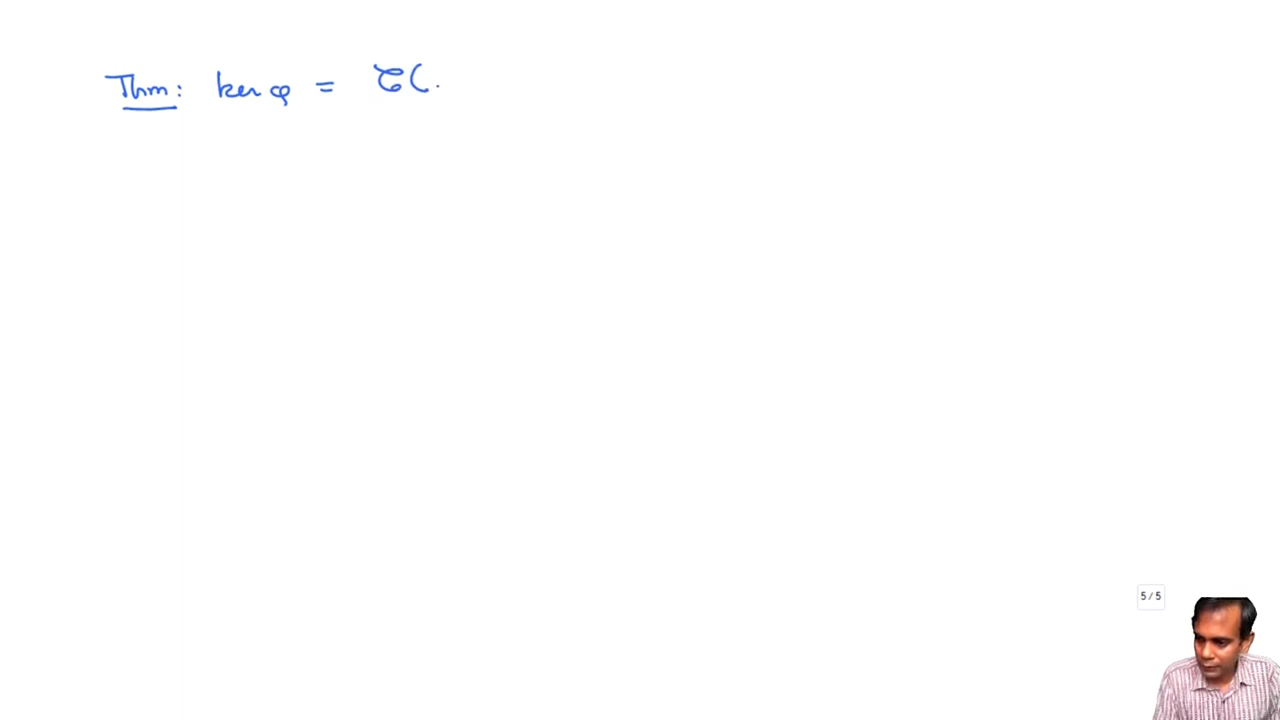 Thm: ker φ = 𝒞(.
5 / 5